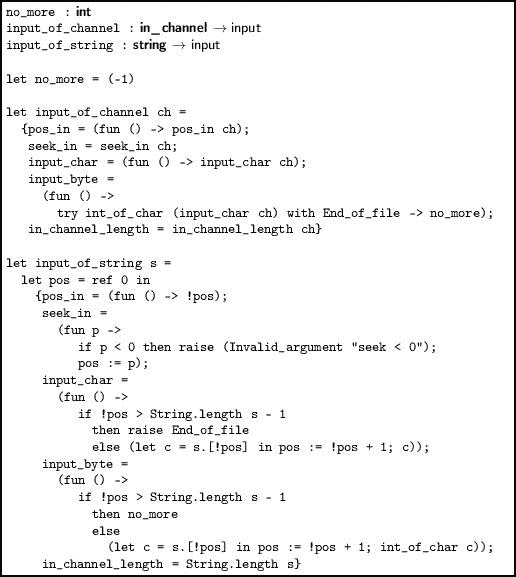 no_more : int
input_of_channel : in_channel → input
input_of_string : string → input
let no_more = (-1)
let input_of_channel ch =
{pos_in = (fun () -> pos_in ch);
seek_in = seek_in ch;
input_char = (fun () -> input_char ch);
input_byte =
(fun () ->
try int_of_char (input_char ch) with End_of_file -> no_more);
in_channel_length = in_channel_length ch}
let input_of_string s =
let pos = ref 0 in
{pos_in = (fun () -> !pos);
seek_in =
(fun p ->
if p < 0 then raise (Invalid_argument "seek < 0");
pos := p);
input_char =
(fun () ->
if !pos > String.length s - 1
then raise End_of_file
else (let c = s.[!pos] in pos := !pos + 1; c));
input_byte =
(fun () ->
if !pos > String.length s - 1
then no_more
else
(let c = s.[!pos] in pos := !pos + 1; int_of_char c));
in_channel_length = String.length s}